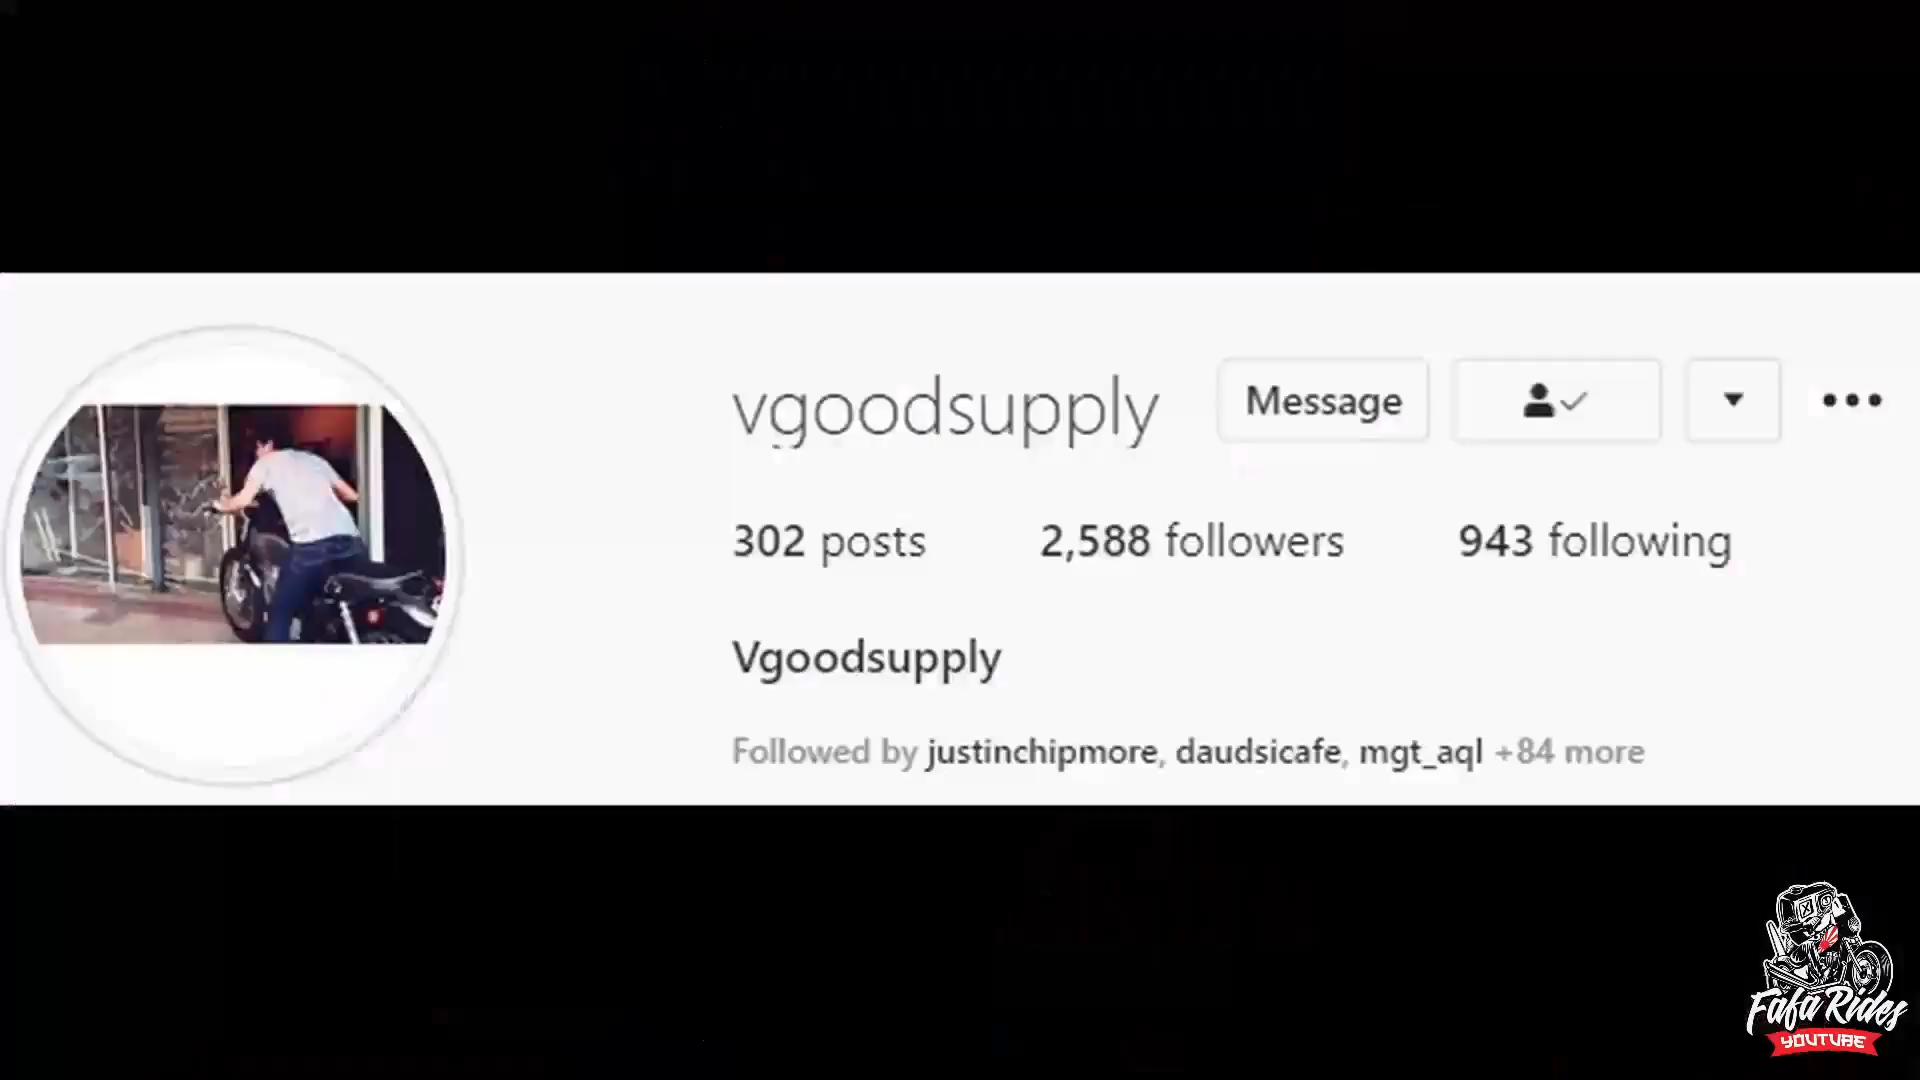 vgoodsupply Message
302 posts 2,588 followers 943 following
Vgoodsupply
Followed by justinchipmore, daudsicafe, mgt_aql +84 more
Fafa Rides
YOUTUBE